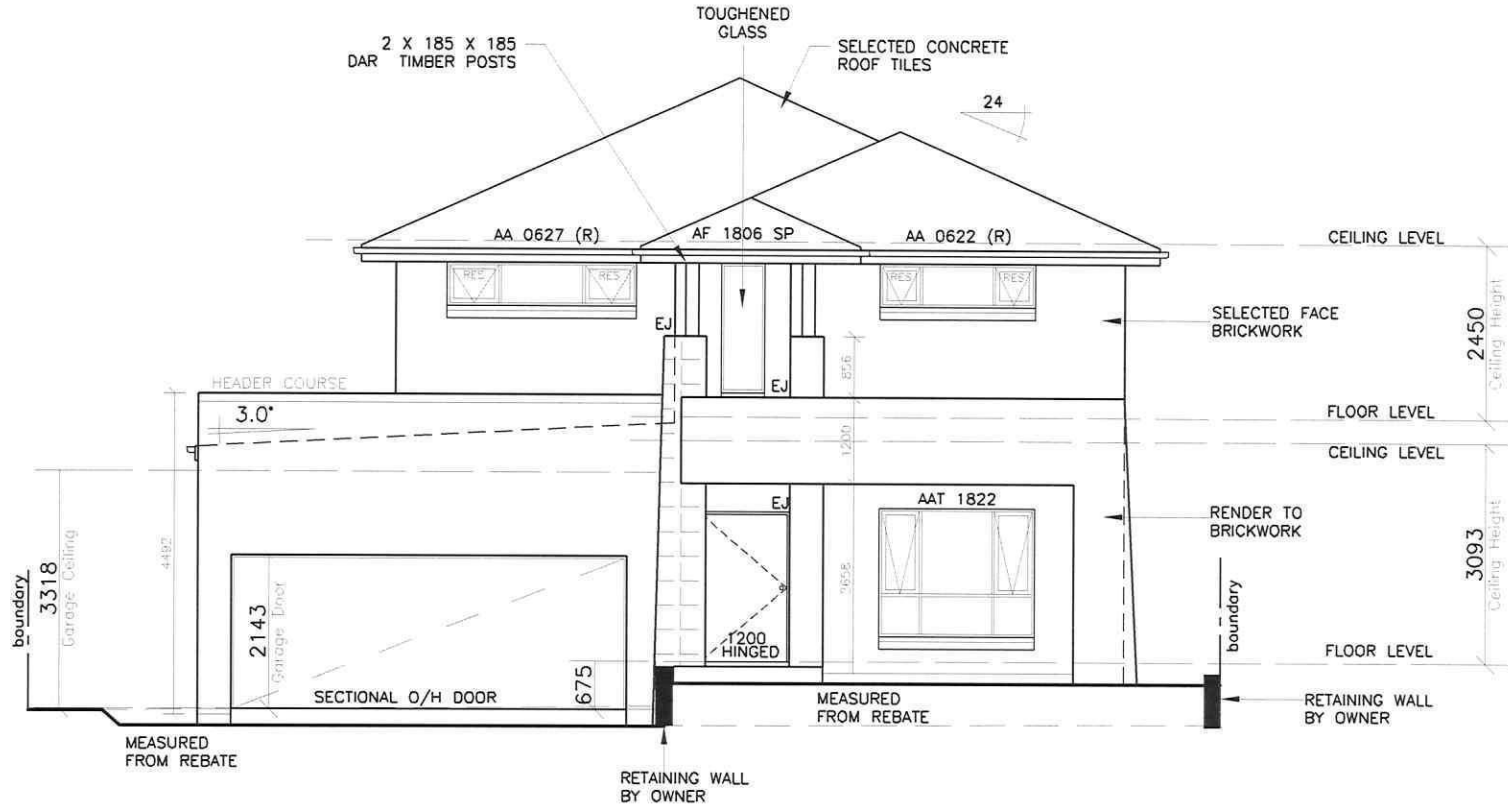 TOUGHENED
GLASS
2 X 185 X 185
DAR TIMBER POSTS
SELECTED CONCRETE
ROOF TILES
24
AA 0627 (R)
AF 1806 SP
AA 0622 (R)
CEILING LEVEL
RES
RES
RES
RES
SELECTED FACE
BRICKWORK
2450
Ceiling Height
EJ
856
HEADER COURSE
EJ
3.0°
FLOOR LEVEL
1200
CEILING LEVEL
EJ
AAT 1822
RENDER TO
BRICKWORK
3093
Ceiling Height
boundary
3318
Garage Ceiling
4492
2143
Garage Door
2658
boundary
1200
HINGED
FLOOR LEVEL
675
SECTIONAL O/H DOOR
MEASURED
FROM REBATE
RETAINING WALL
BY OWNER
MEASURED
FROM REBATE
RETAINING WALL
BY OWNER